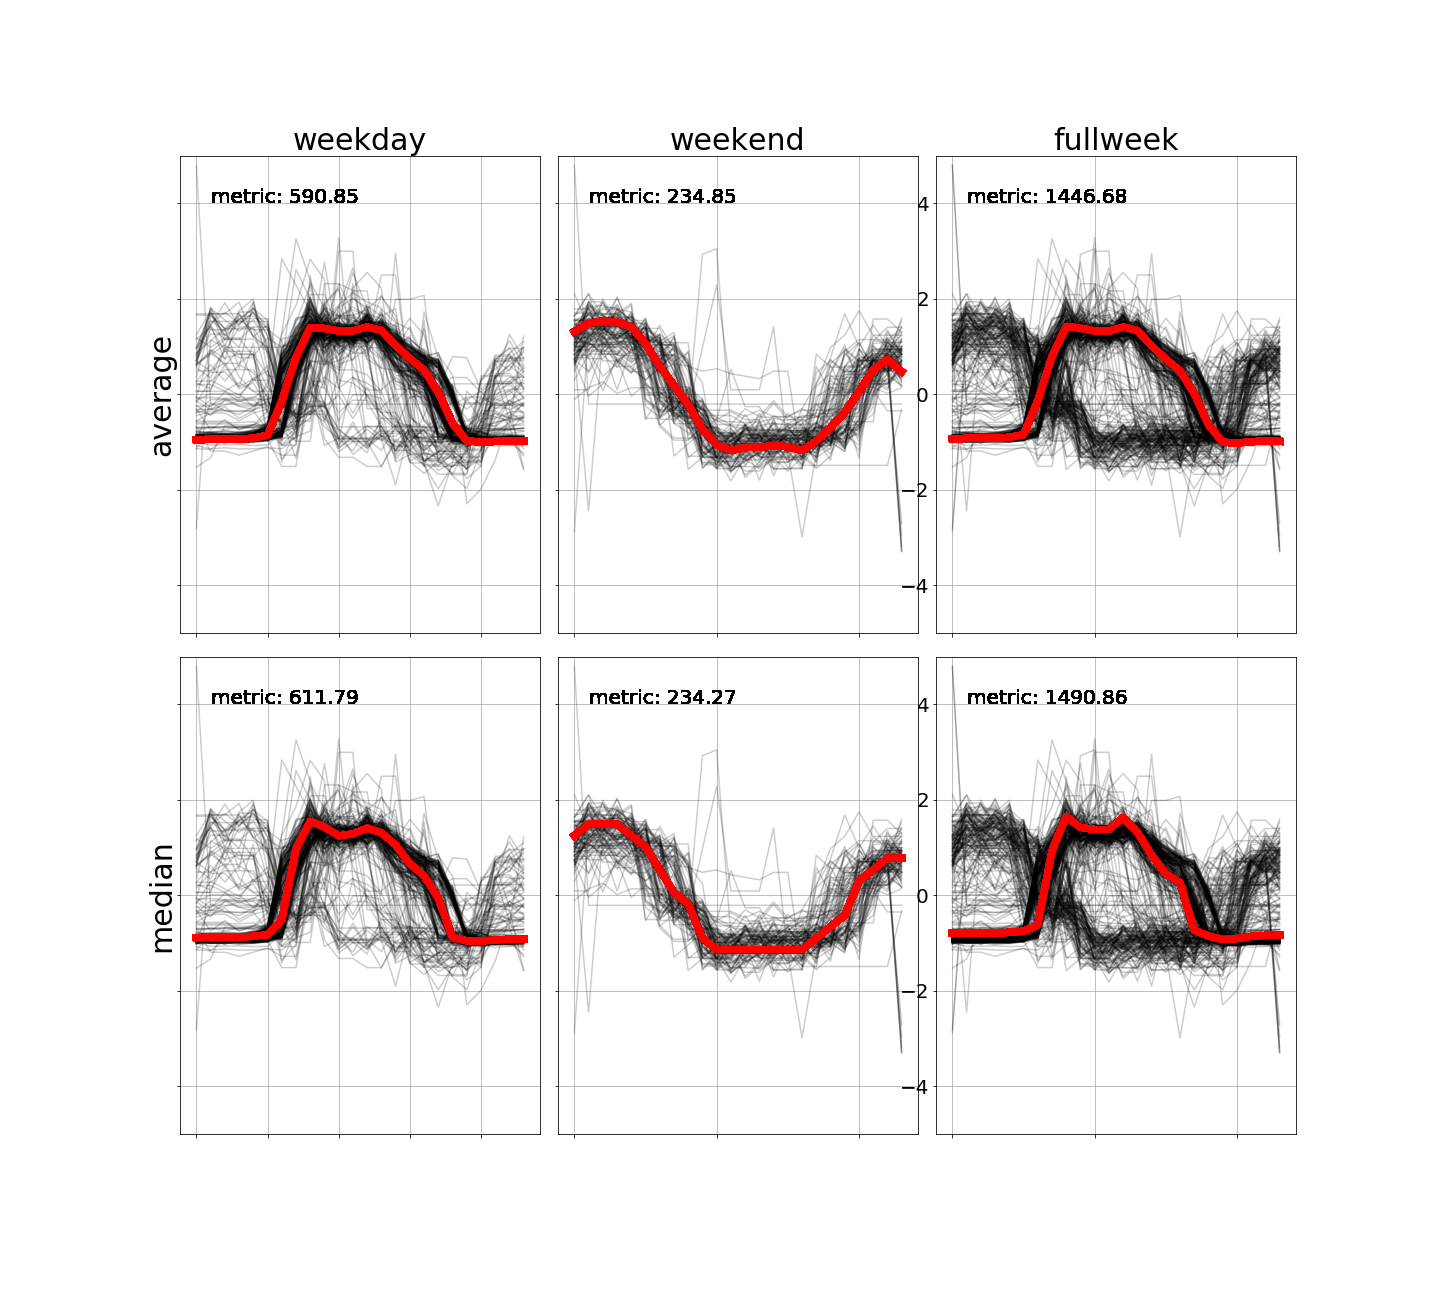 weekday
weekend
fullweek
metric: 590.85
metric: 234.85
metric: 1446.68
4
2
0
−2
−4
average
metric: 611.79
metric: 234.27
metric: 1490.86
4
2
0
−2
−4
median